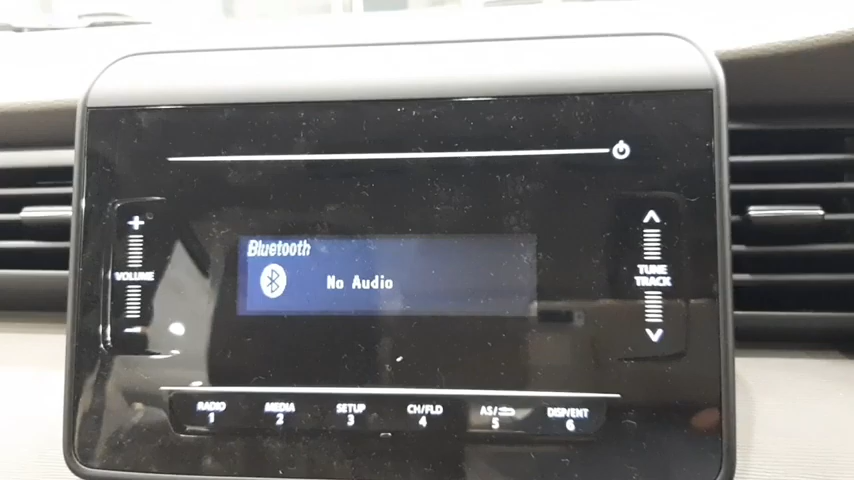 Bluetooth
No Audio
+
VOLUME
−
TUNE
TRACK
RADIO
1
MEDIA
2
SETUP
3
CH/FLD
4
AS/
5
DISP/ENT
6